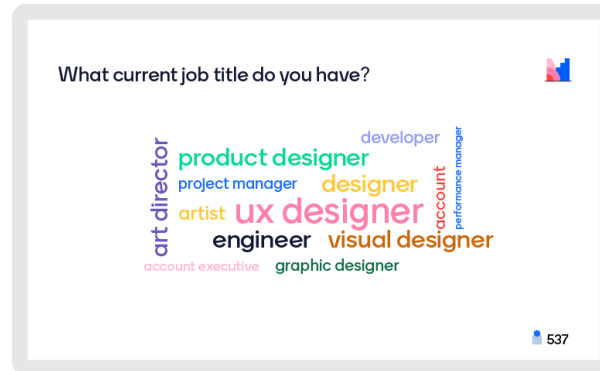 What current job title do you have?
developer
performance manager
art director
product designer
project manager
designer
account
artist
ux designer
engineer
visual designer
account executive
graphic designer
537